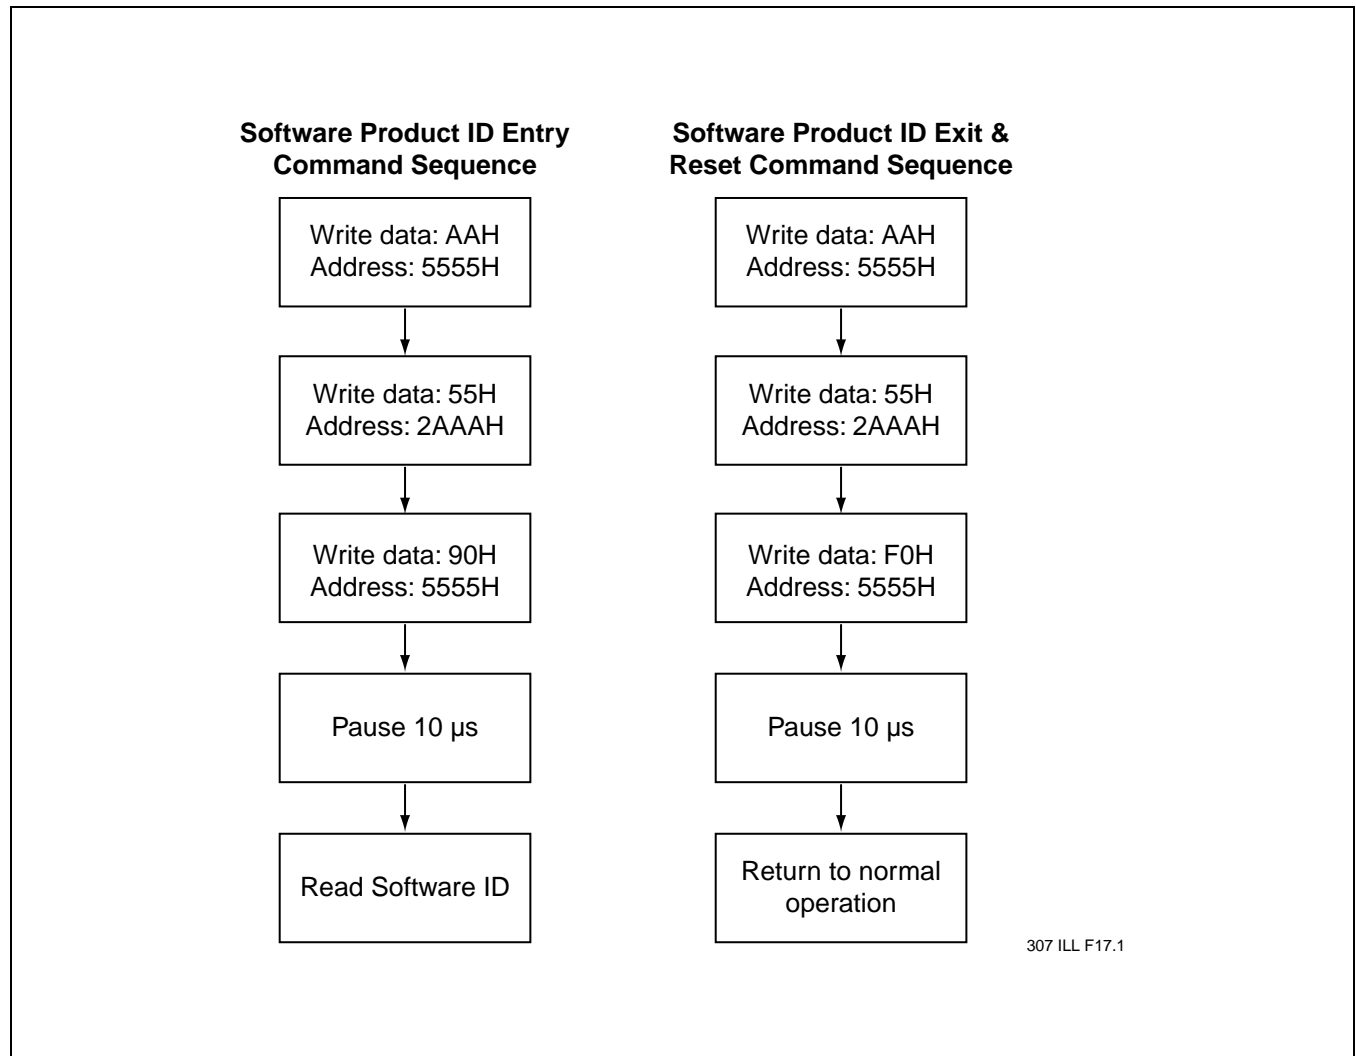 Software Product ID Entry
Command Sequence
Write data: AAH
Address: 5555H
Write data: 55H
Address: 2AAAH
Write data: 90H
Address: 5555H
Pause 10 µs
Read Software ID
Software Product ID Exit &
Reset Command Sequence
Write data: AAH
Address: 5555H
Write data: 55H
Address: 2AAAH
Write data: F0H
Address: 5555H
Pause 10 µs
Return to normal
operation
307 ILL F17.1